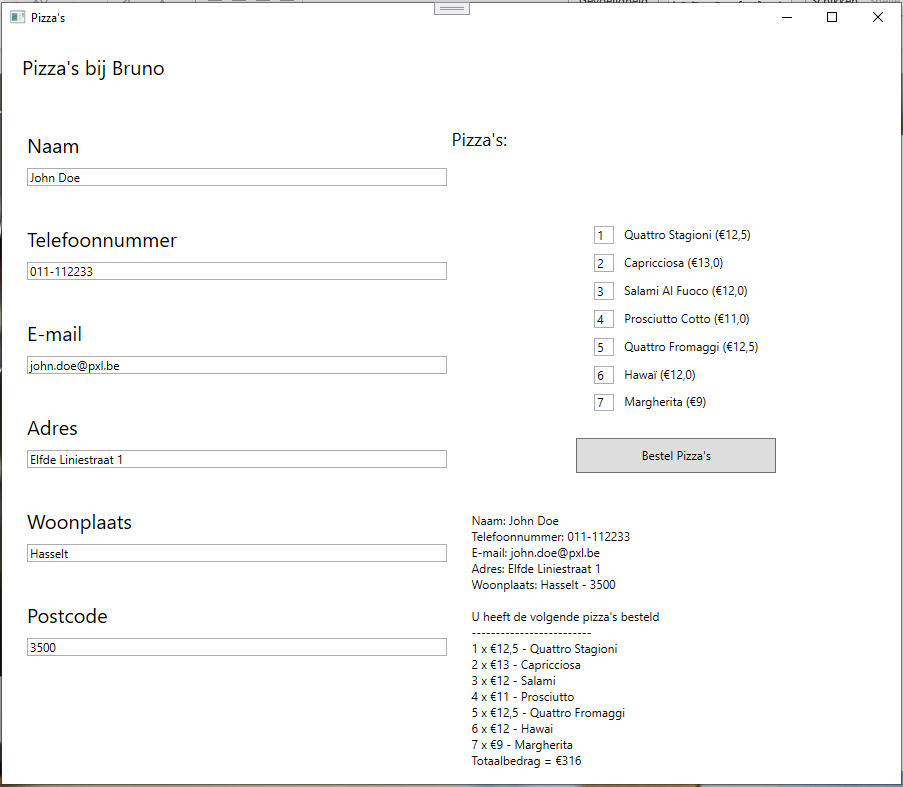 Pizza's
Pizza's bij Bruno
Naam
John Doe
Telefoonnummer
011-112233
E-mail
john.doe@pxl.be
Adres
Elfde Liniestraat 1
Woonplaats
Hasselt
Postcode
3500
Pizza's:
1 Quattro Stagioni (€12,5)
2 Capricciosa (€13,0)
3 Salami Al Fuoco (€12,0)
4 Prosciutto Cotto (€11,0)
5 Quattro Fromaggi (€12,5)
6 Hawaï (€12,0)
7 Margherita (€9)
Bestel Pizza's
Naam: John Doe
Telefoonnummer: 011-112233
E-mail: john.doe@pxl.be
Adres: Elfde Liniestraat 1
Woonplaats: Hasselt - 3500
U heeft de volgende pizza's besteld
-------------------------
1 x €12,5 - Quattro Stagioni
2 x €13 - Capricciosa
3 x €12 - Salami
4 x €11 - Prosciutto
5 x €12,5 - Quattro Fromaggi
6 x €12 - Hawai
7 x €9 - Margherita
Totaalbedrag = €316